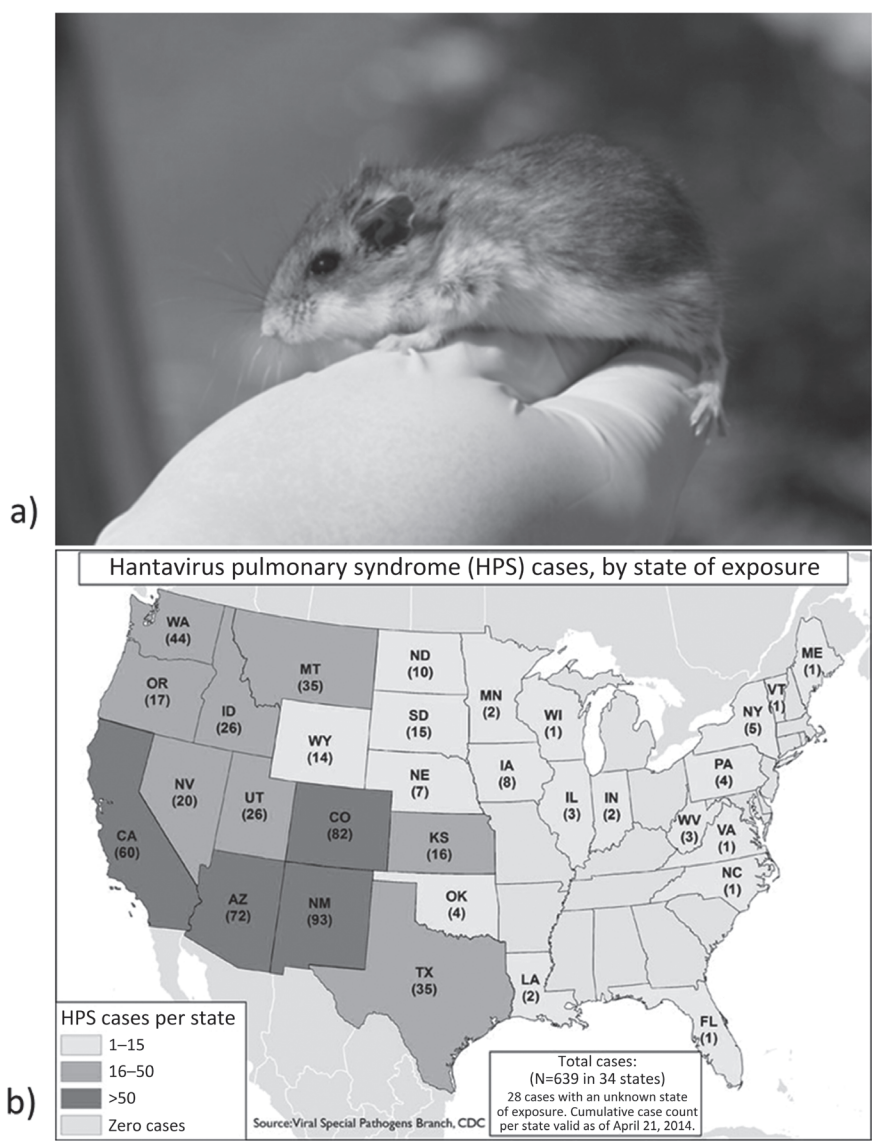 a)
Hantavirus pulmonary syndrome (HPS) cases, by state of exposure
WA
(44)
OR
(17)
ID
(26)
MT
(35)
ND
(10)
MN
(2)
SD
(15)
WI
(1)
WY
(14)
NE
(7)
IA
(8)
IL
(3)
IN
(2)
NY
(5)
VT
(1)
ME
(1)
PA
(4)
WV
(3)
VA
(1)
NC
(1)
NV
(20)
UT
(26)
CO
(82)
KS
(16)
CA
(60)
AZ
(72)
NM
(93)
OK
(4)
TX
(35)
LA
(2)
FL
(1)
HPS cases per state
1–15
16–50
>50
Zero cases
Total cases:
(N=639 in 34 states)
28 cases with an unknown state
of exposure. Cumulative case count
per state valid as of April 21, 2014.
Source:Viral Special Pathogens Branch, CDC
b)